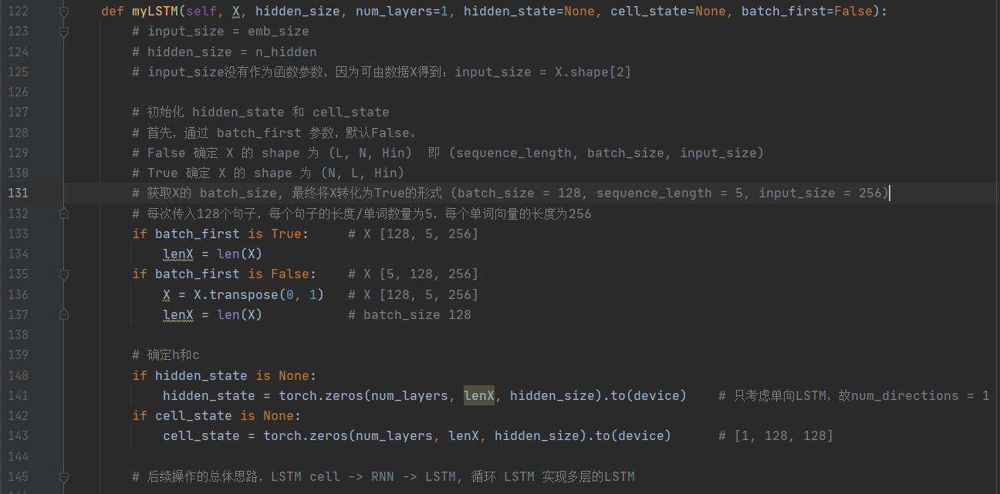 122 def myLSTM(self, X, hidden_size, num_layers=1, hidden_state=None, cell_state=None, batch_first=False):
123 # input_size = emb_size
124 # hidden_size = n_hidden
125 # input_size没有作为函数参数，因为可由数据X得到：input_size = X.shape[2]
126
127 # 初始化 hidden_state 和 cell_state
128 # 首先，通过 batch_first 参数，默认False。
129 # False 确定 X 的 shape 为 (L, N, Hin) 即 (sequence_length, batch_size, input_size)
130 # True 确定 X 的 shape 为 (N, L, Hin)
131 # 获取X的 batch_size, 最终将X转化为True的形式 (batch_size = 128, sequence_length = 5, input_size = 256)
132 # 每次传入128个句子，每个句子的长度/单词数量为5，每个单词向量的长度为256
133 if batch_first is True: # X [128, 5, 256]
134 lenX = len(X)
135 if batch_first is False: # X [5, 128, 256]
136 X = X.transpose(0, 1) # X [128, 5, 256]
137 lenX = len(X) # batch_size 128
138
139 # 确定h和c
140 if hidden_state is None:
141 hidden_state = torch.zeros(num_layers, lenX, hidden_size).to(device) # 只考虑单向LSTM，故num_directions = 1
142 if cell_state is None:
143 cell_state = torch.zeros(num_layers, lenX, hidden_size).to(device) # [1, 128, 128]
144
145 # 后续操作的总体思路，LSTM cell -> RNN -> LSTM, 循环 LSTM 实现多层的LSTM